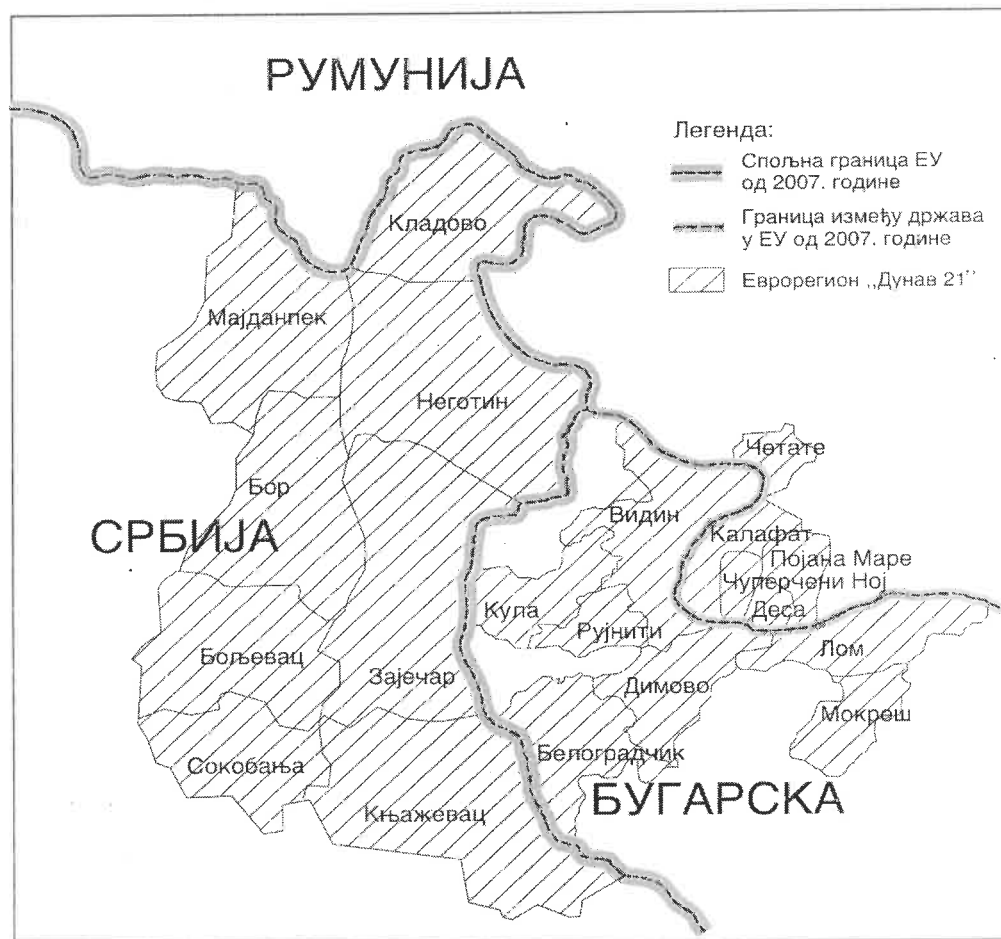 РУМУНИЈА
Легенда:
Спољна граница ЕУ
од 2007. године
Граница између држава
у ЕУ од 2007. године
Еврорегион ,,Дунав 21''
Кладово
Мајданпек
Неготин
Четате
Бор
Видин
СРБИЈА
Калафат
Појана Маре
Чуперчени Ној
Деса
Кула
Рујнити
Лом
Бољевац
Зајечар
Димово
Мокреш
Белоградчик
Сокобања
Књажевац
БУГАРСКА